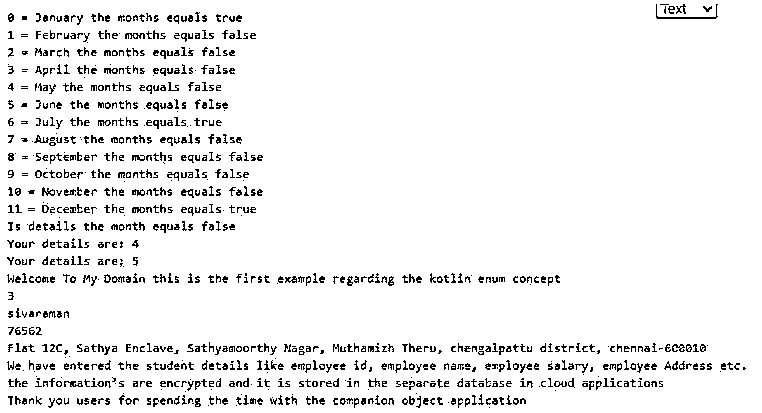 Text
0 = January the months equals true
1 = February the months equals false
2 = March the months equals false
3 = April the months equals false
4 = May the months equals false
5 = June the months equals false
6 = July the months equals true
7 = August the months equals false
8 = September the months equals false
9 = October the months equals false
10 = November the months equals false
11 = December the months equals true
Is details the month equals false
Your details are: 4
Your details are: 5
Welcome To My Domain this is the first example regarding the kotlin enum concept
3
sivaraman
76562
Flat 12C, Sathya Enclave, Sathyamoorthy Nagar, Muthamizh Theru, chengalpattu district, chennai-600010
We have entered the student details like employee id, employee name, employee salary, employee Address etc.
the information's are encrypted and it is stored in the separate database in cloud applications
Thank you users for spending the time with the companion object application